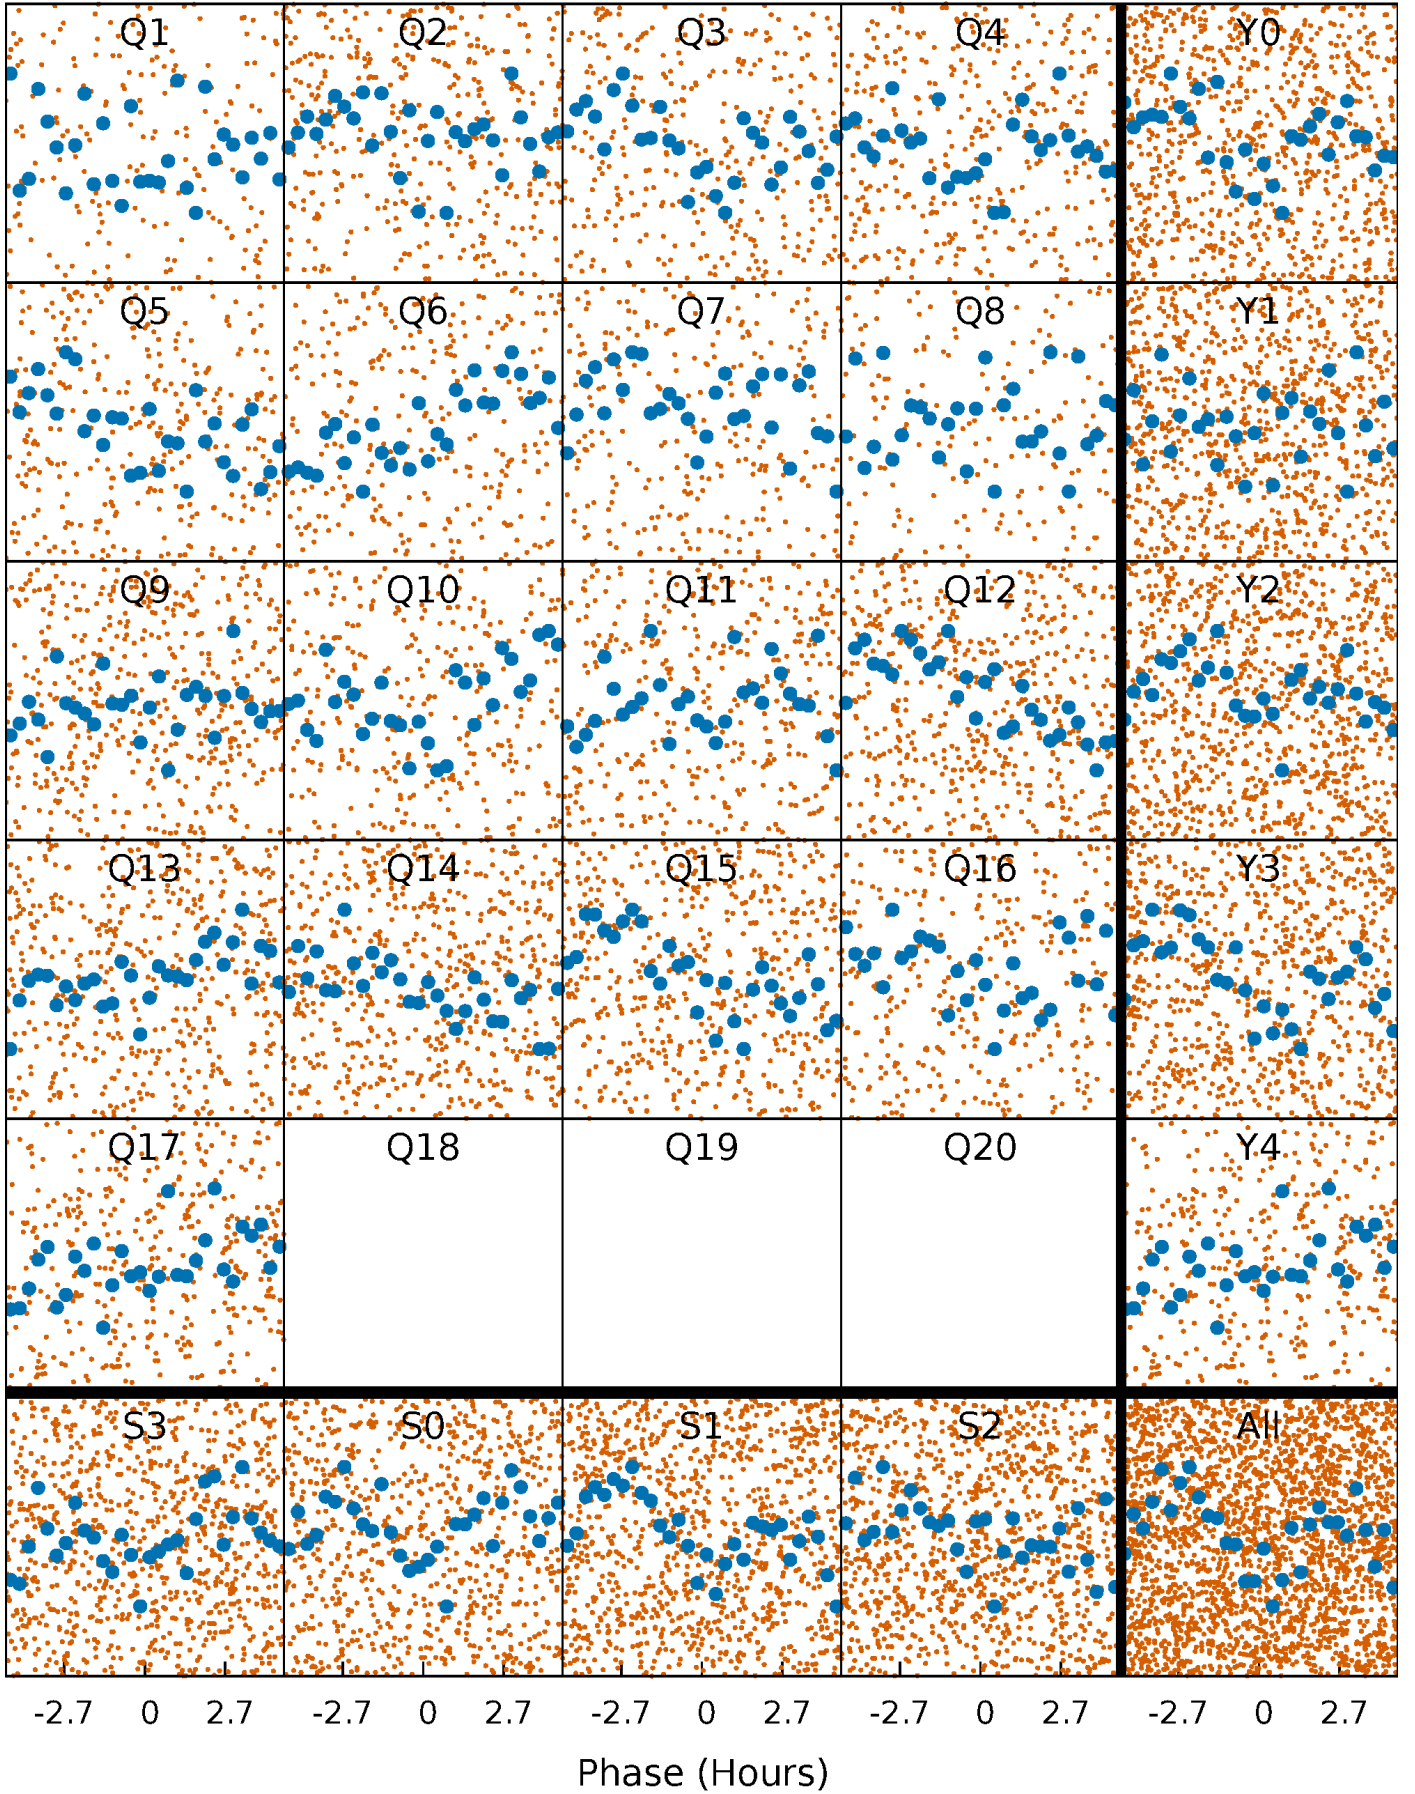 Q1 Q2 Q3 Q4 Y0
Q5 Q6 Q7 Q8 Y1
Q9 Q10 Q11 Q12 Y2
Q13 Q14 Q15 Q16 Y3
Q17 Q18 Q19 Q20 Y4
S3 S0 S1 S2 All
-2.7 0 2.7 -2.7 0 2.7 -2.7 0 2.7 -2.7 0 2.7 -2.7 0 2.7
Phase (Hours)